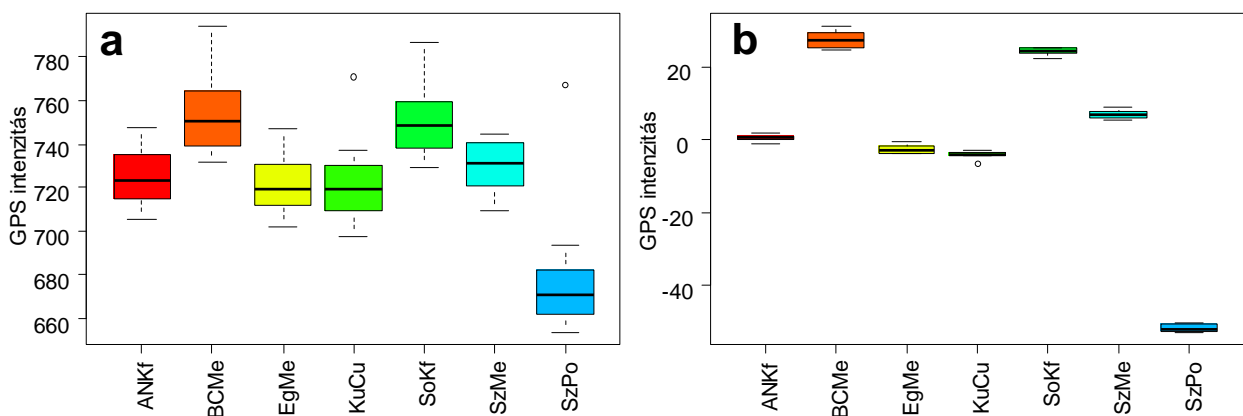 a
GPS intenzitás
780
760
740
720
700
680
660
ANKf
BCMe
EgMe
KuCu
SoKf
SzMe
SzPo
b
GPS intenzitás
20
0
-20
-40
ANKf
BCMe
EgMe
KuCu
SoKf
SzMe
SzPo